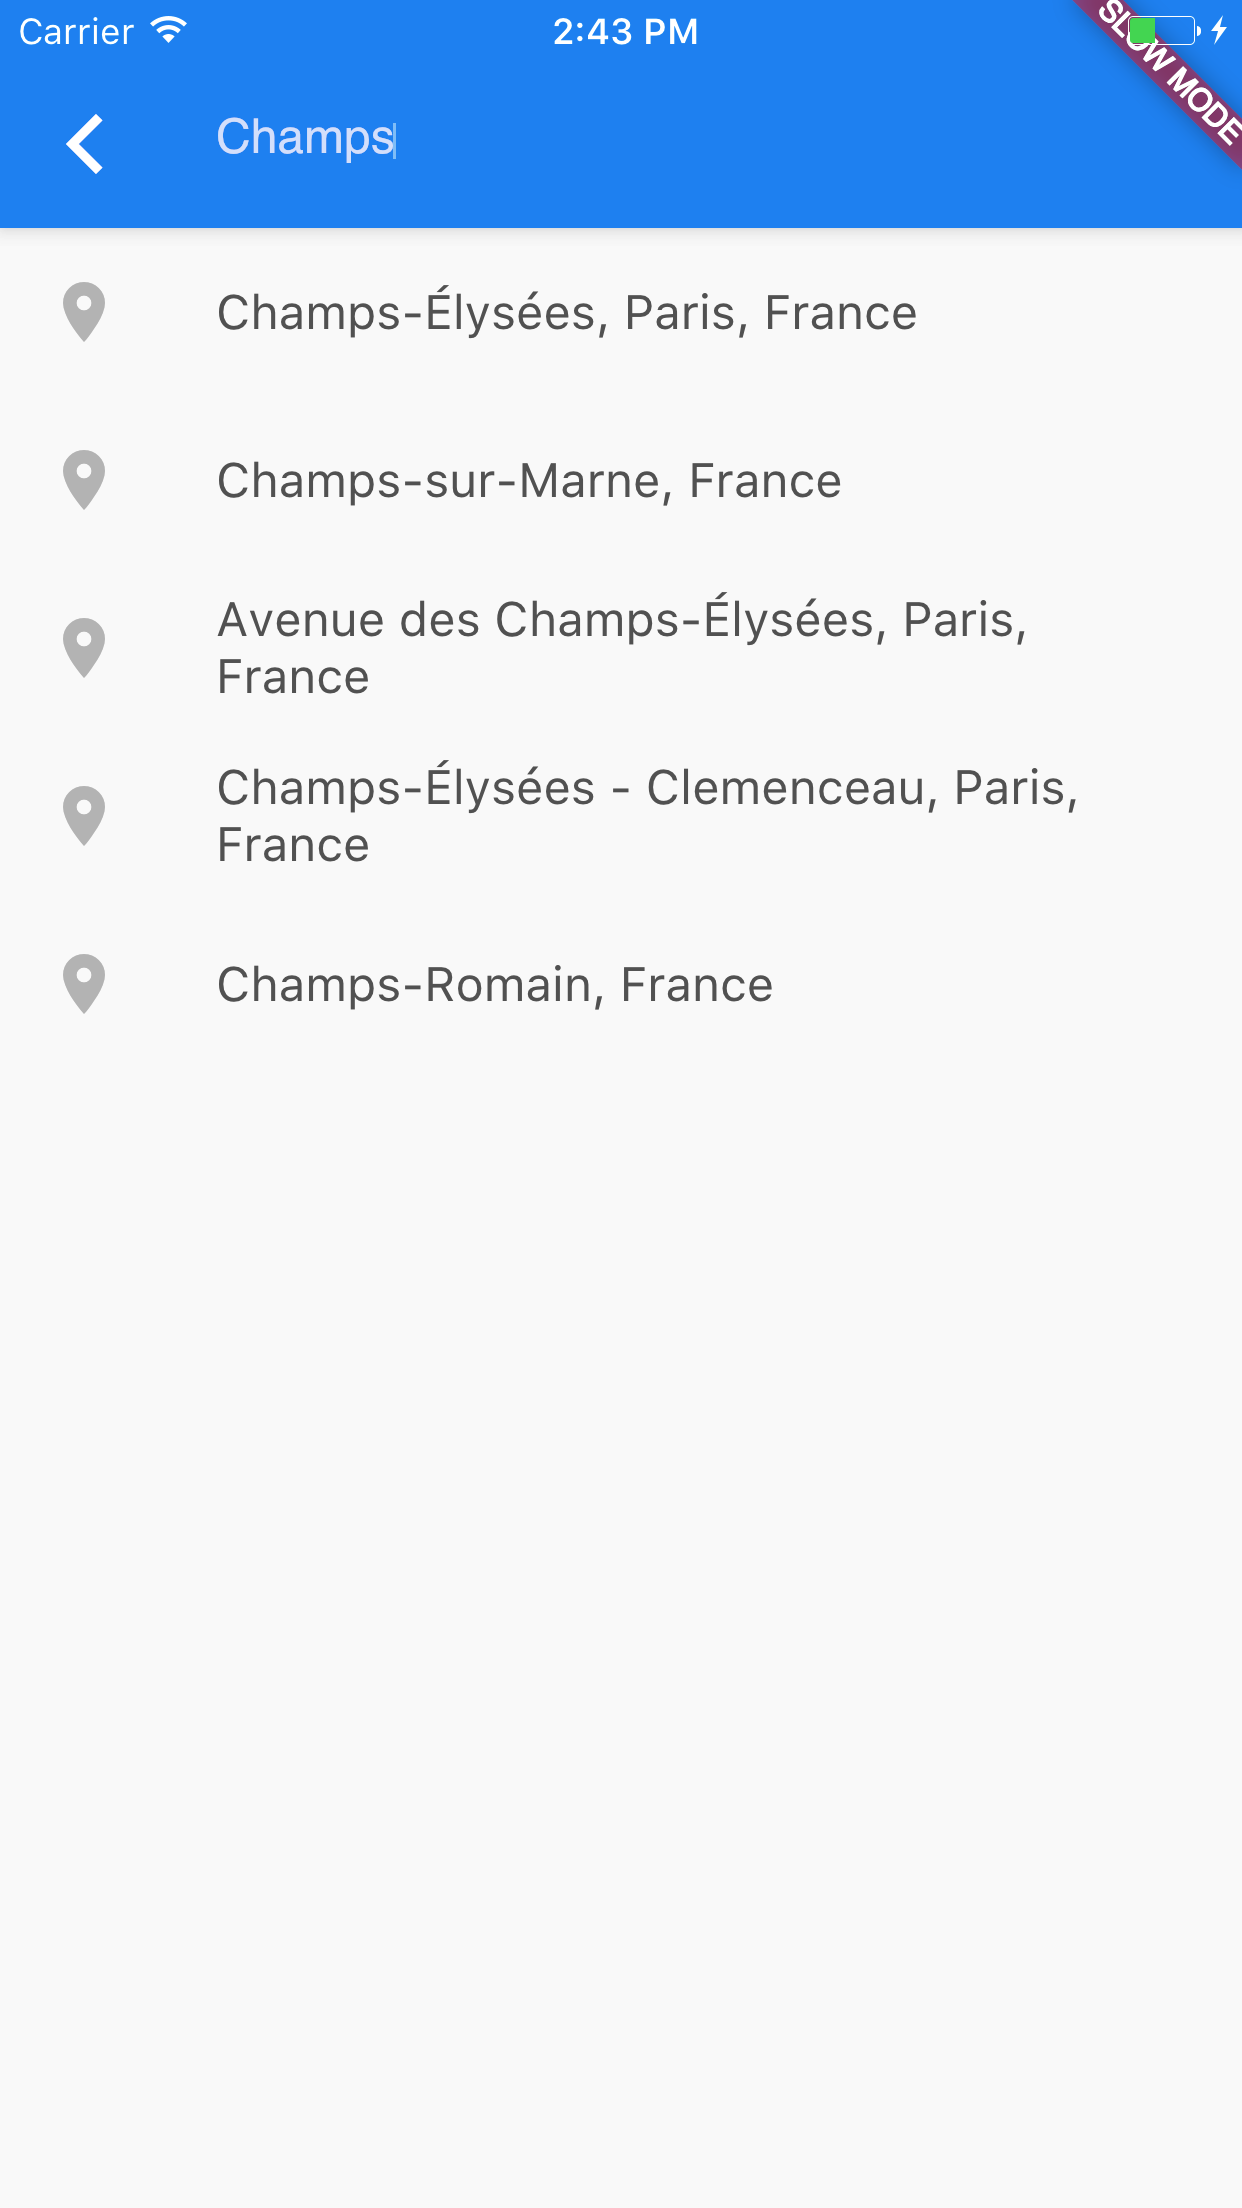 Carrier 2:43 PM
SLOW MODE
Champs
Champs-Élysées, Paris, France
Champs-sur-Marne, France
Avenue des Champs-Élysées, Paris,
France
Champs-Élysées - Clemenceau, Paris,
France
Champs-Romain, France